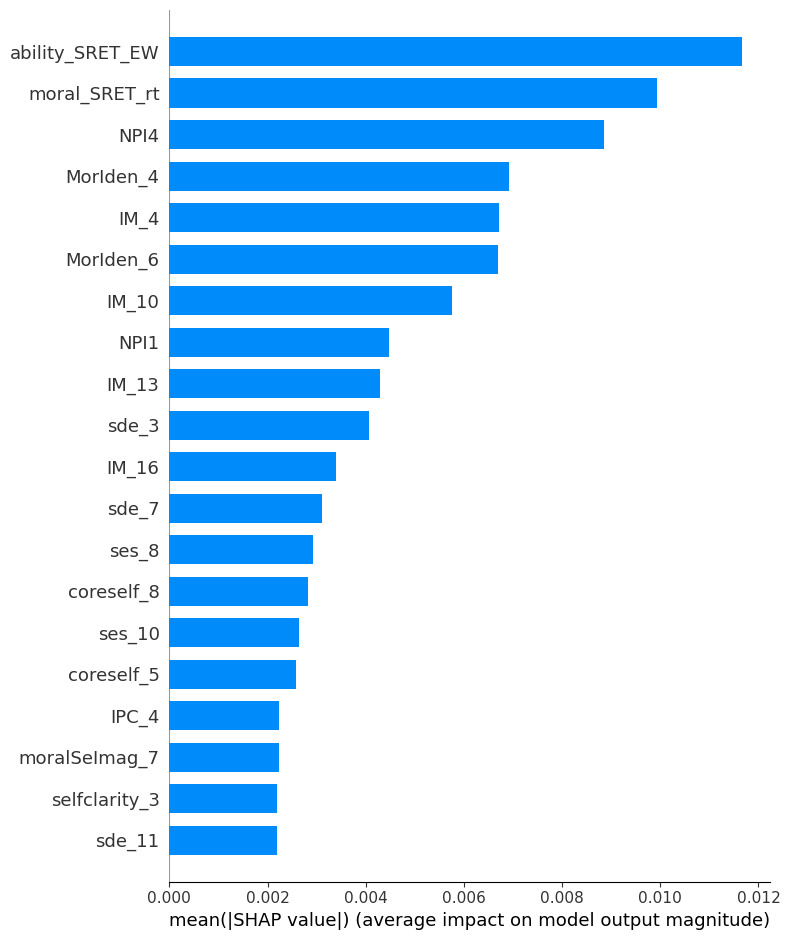 ability_SRET_EW
moral_SRET_rt
NPI4
MorIden_4
IM_4
MorIden_6
IM_10
NPI1
IM_13
sde_3
IM_16
sde_7
ses_8
coreself_8
ses_10
coreself_5
IPC_4
moralSeImag_7
selfclarity_3
sde_11
0.000 0.002 0.004 0.006 0.008 0.010 0.012
mean(|SHAP value|) (average impact on model output magnitude)